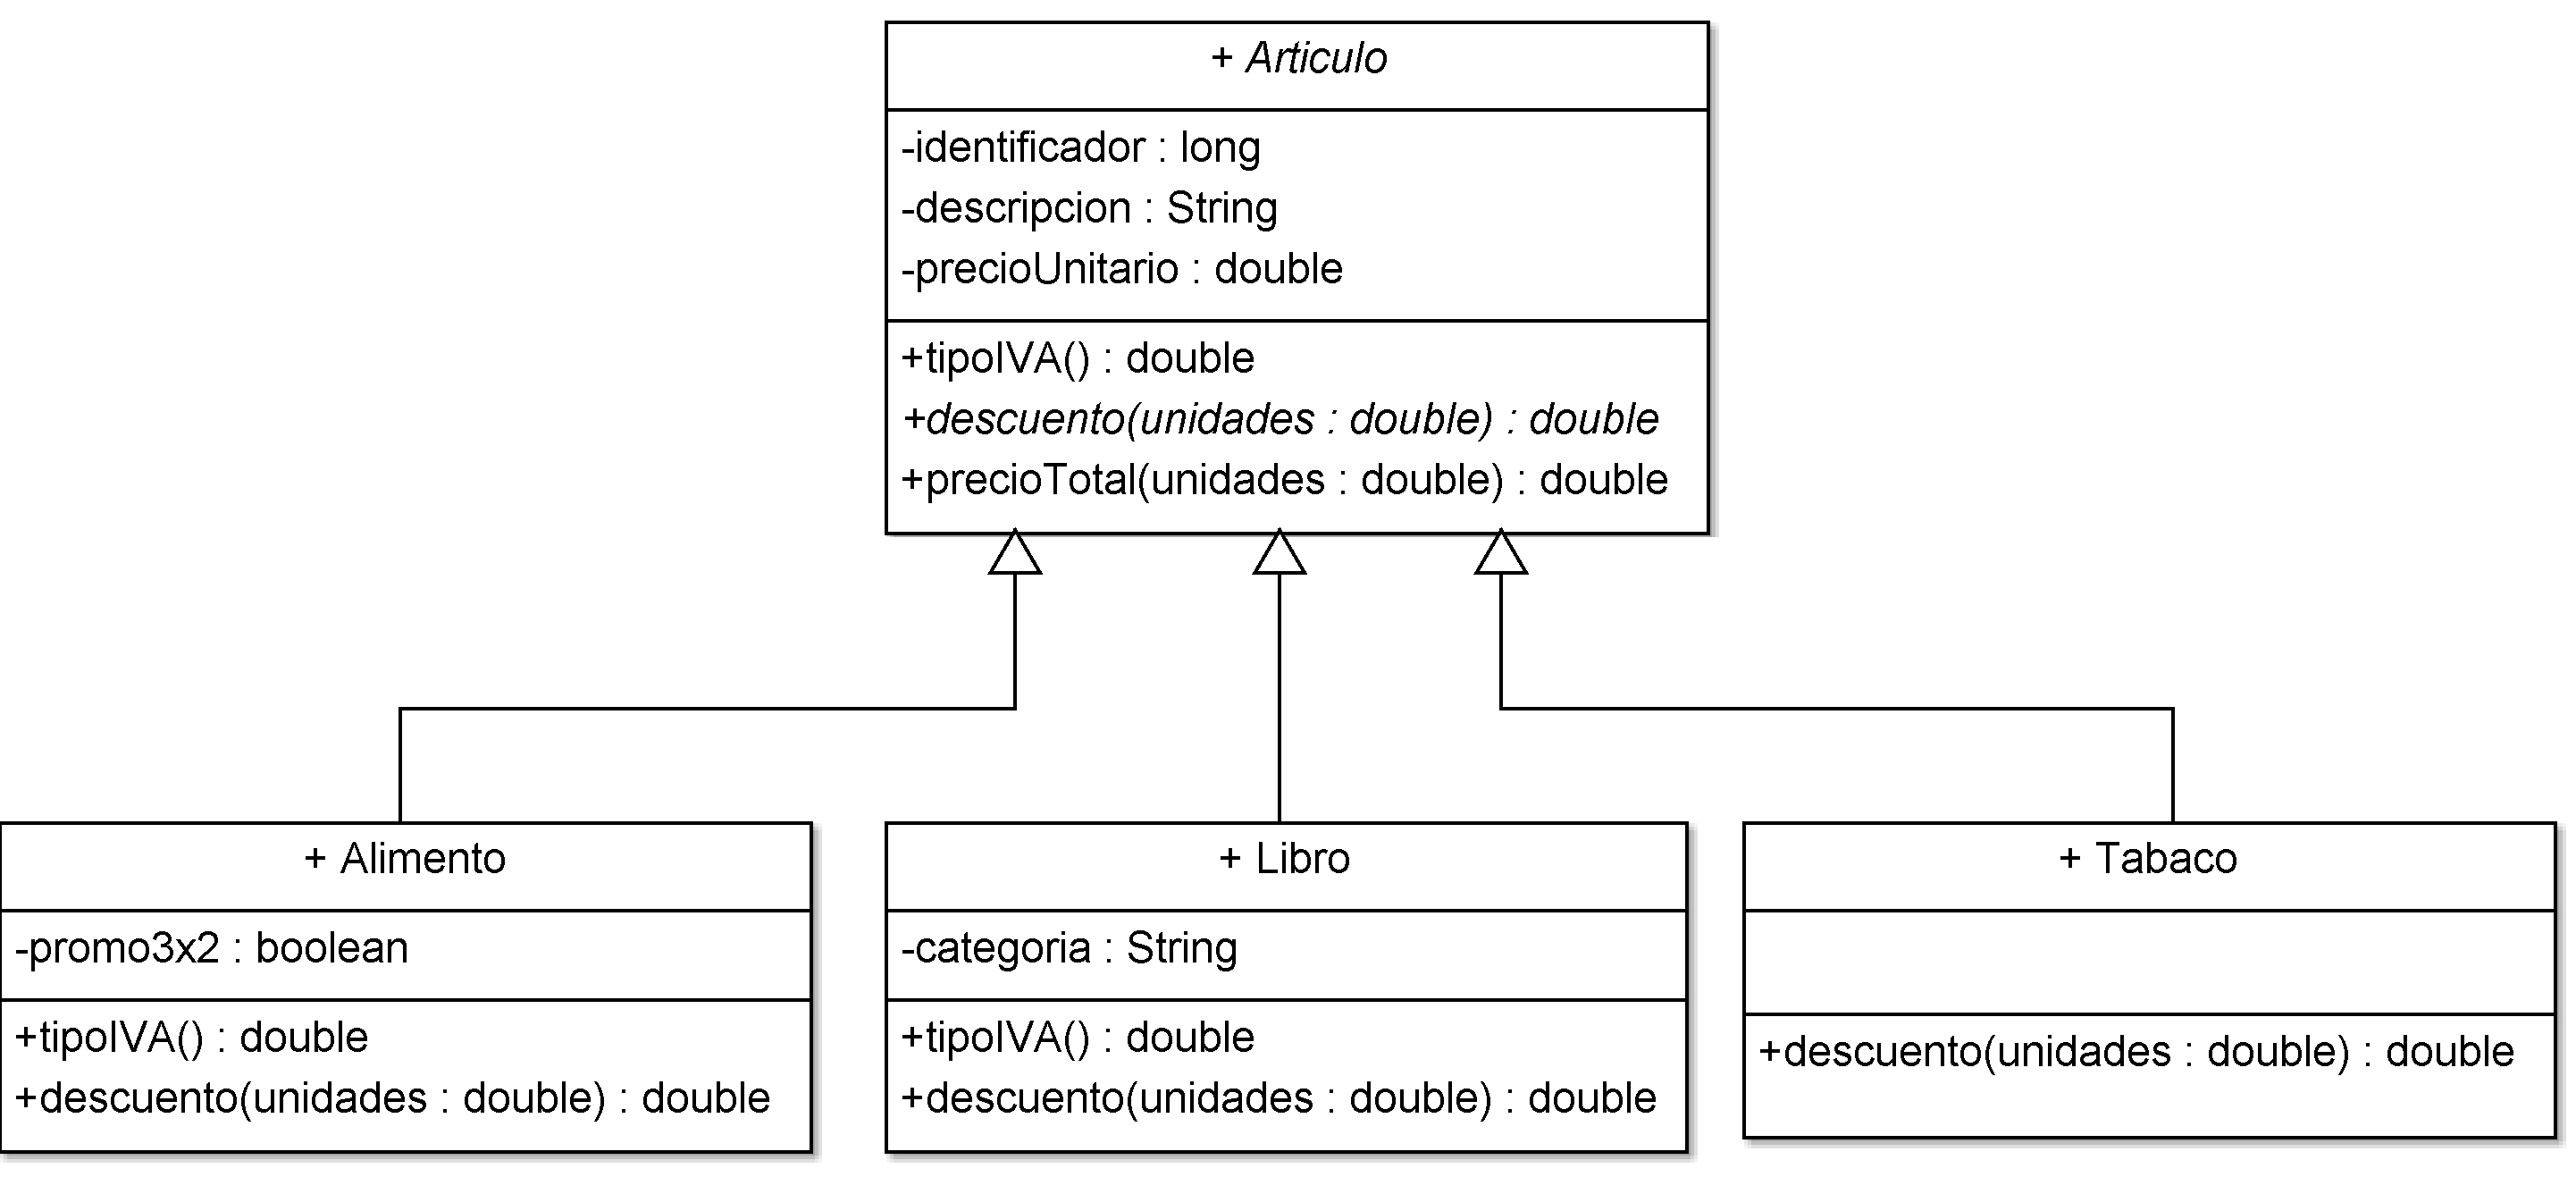 + Articulo
-identificador : long
-descripcion : String
-precioUnitario : double
+tipoIVA() : double
+descuento(unidades : double) : double
+precioTotal(unidades : double) : double
+ Alimento
-promo3x2 : boolean
+tipoIVA() : double
+descuento(unidades : double) : double
+ Libro
-categoria : String
+tipoIVA() : double
+descuento(unidades : double) : double
+ Tabaco
+descuento(unidades : double) : double